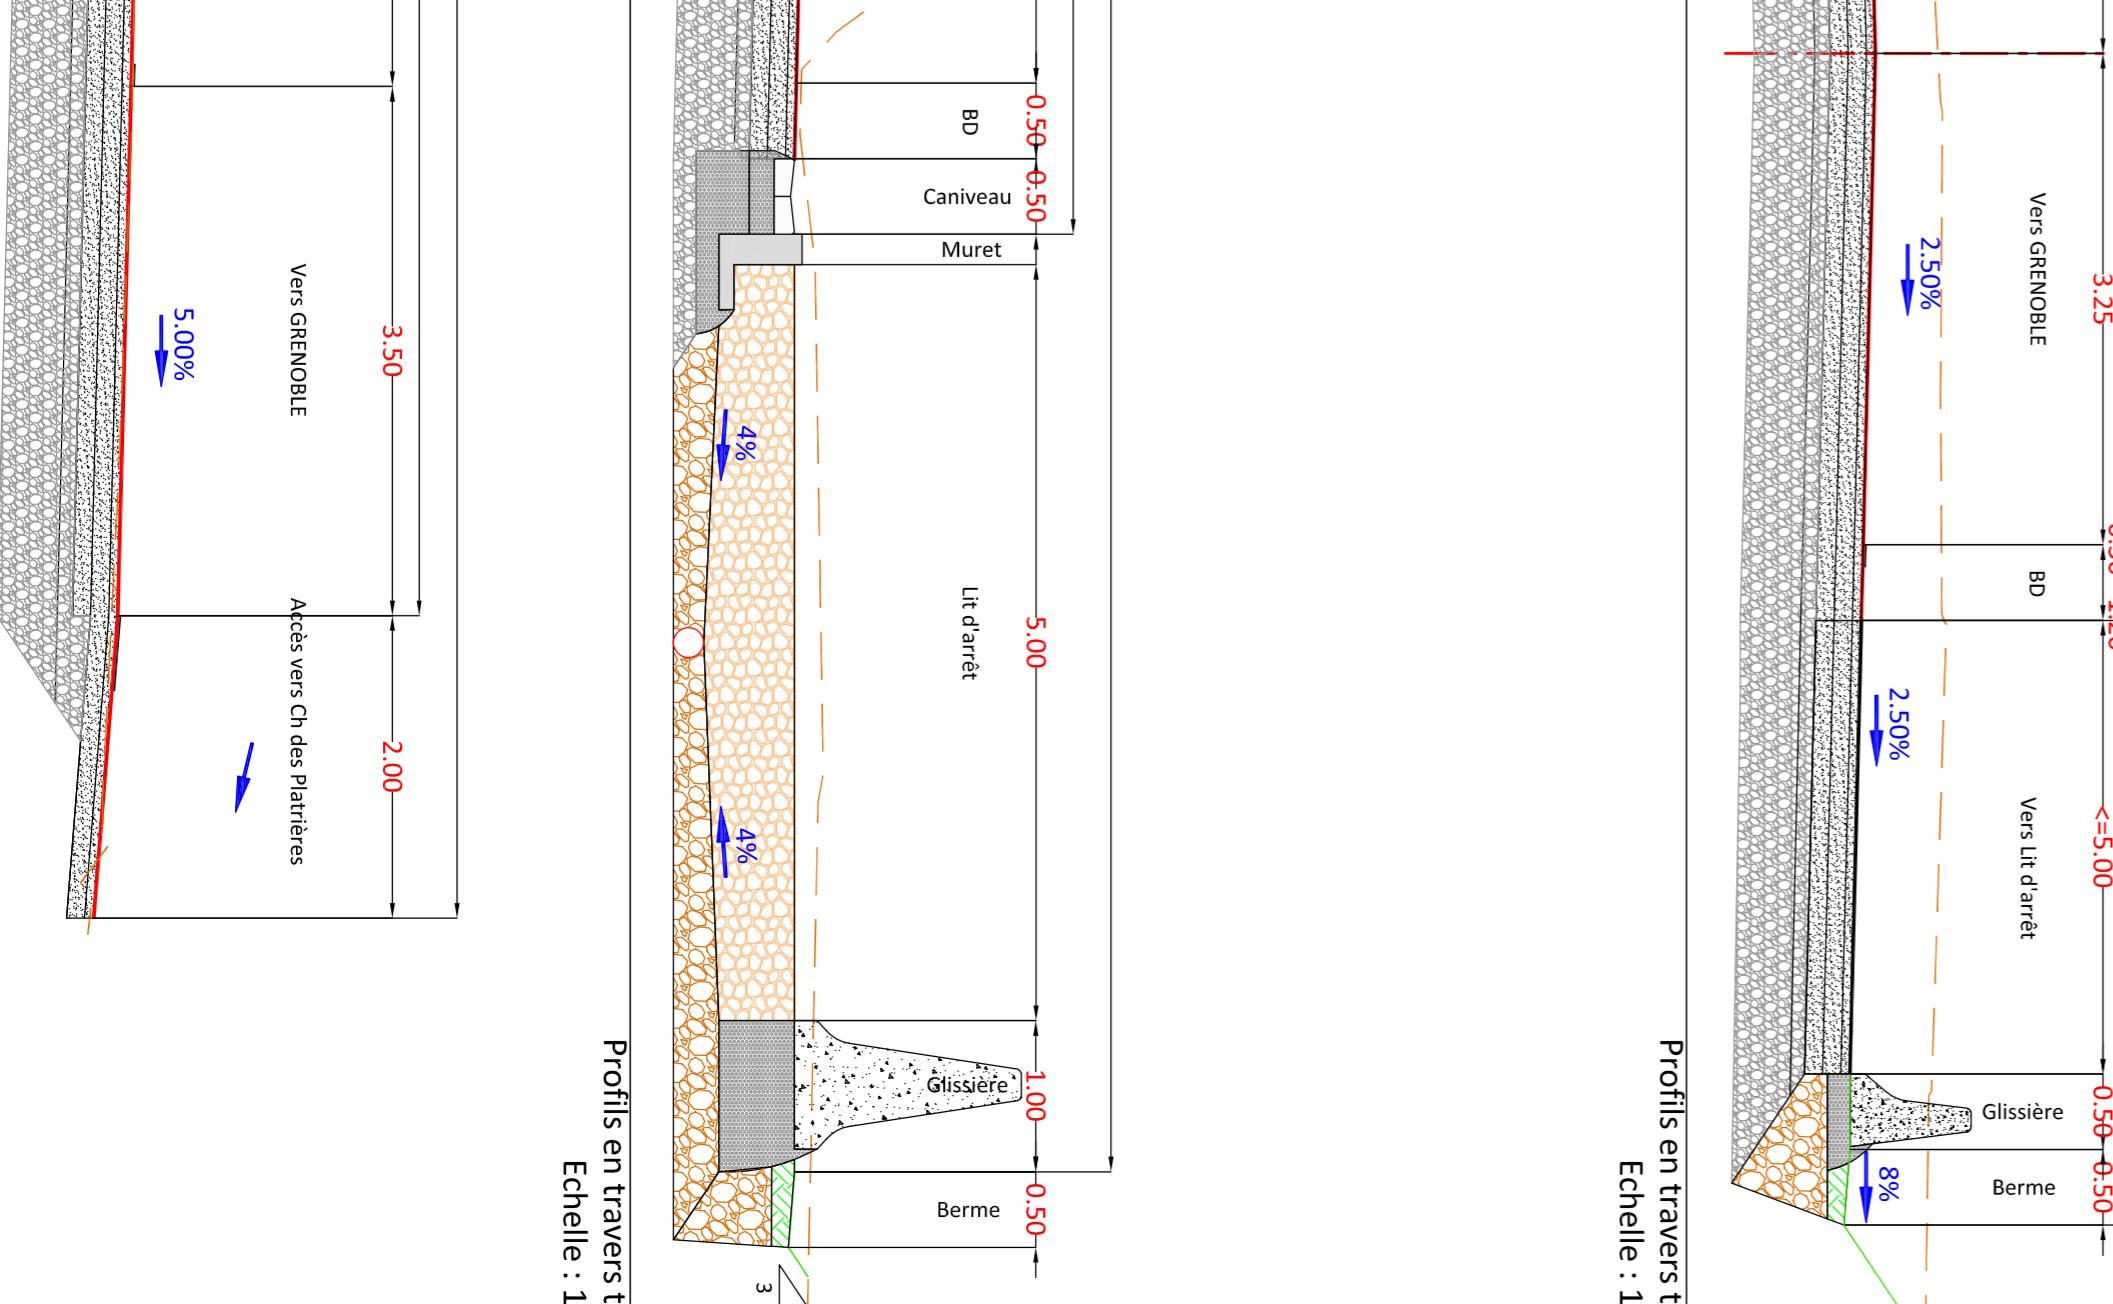 3.25
2.50%
Vers GRENOBLE
BD
<=5.00
2.50%
Vers Lit d'arrêt
0.50
Glissière
0.50
Berme
8%
Profils en travers t
Echelle : 1
0.50
BD
0.50
Caniveau
Muret
5.00
Lit d'arrêt
4%
4%
1.00
Glissière
0.50
Berme
3
Profils en travers t
Echelle : 1
3.50
Vers GRENOBLE
5.00%
2.00
Accès vers Ch des Platrières